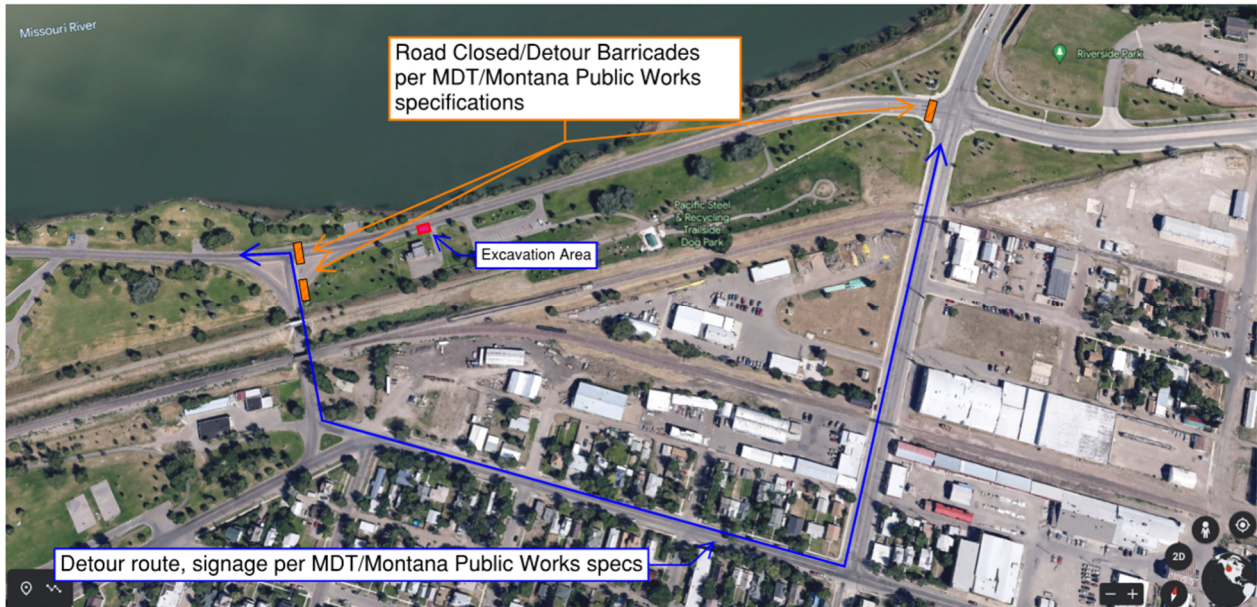 Missouri River
Road Closed/Detour Barricades
per MDT/Montana Public Works
specifications
Riverside Park
Pacific Steel
& Recycling
Trailside
Dog Park
Excavation Area
Detour route, signage per MDT/Montana Public Works specs
2D